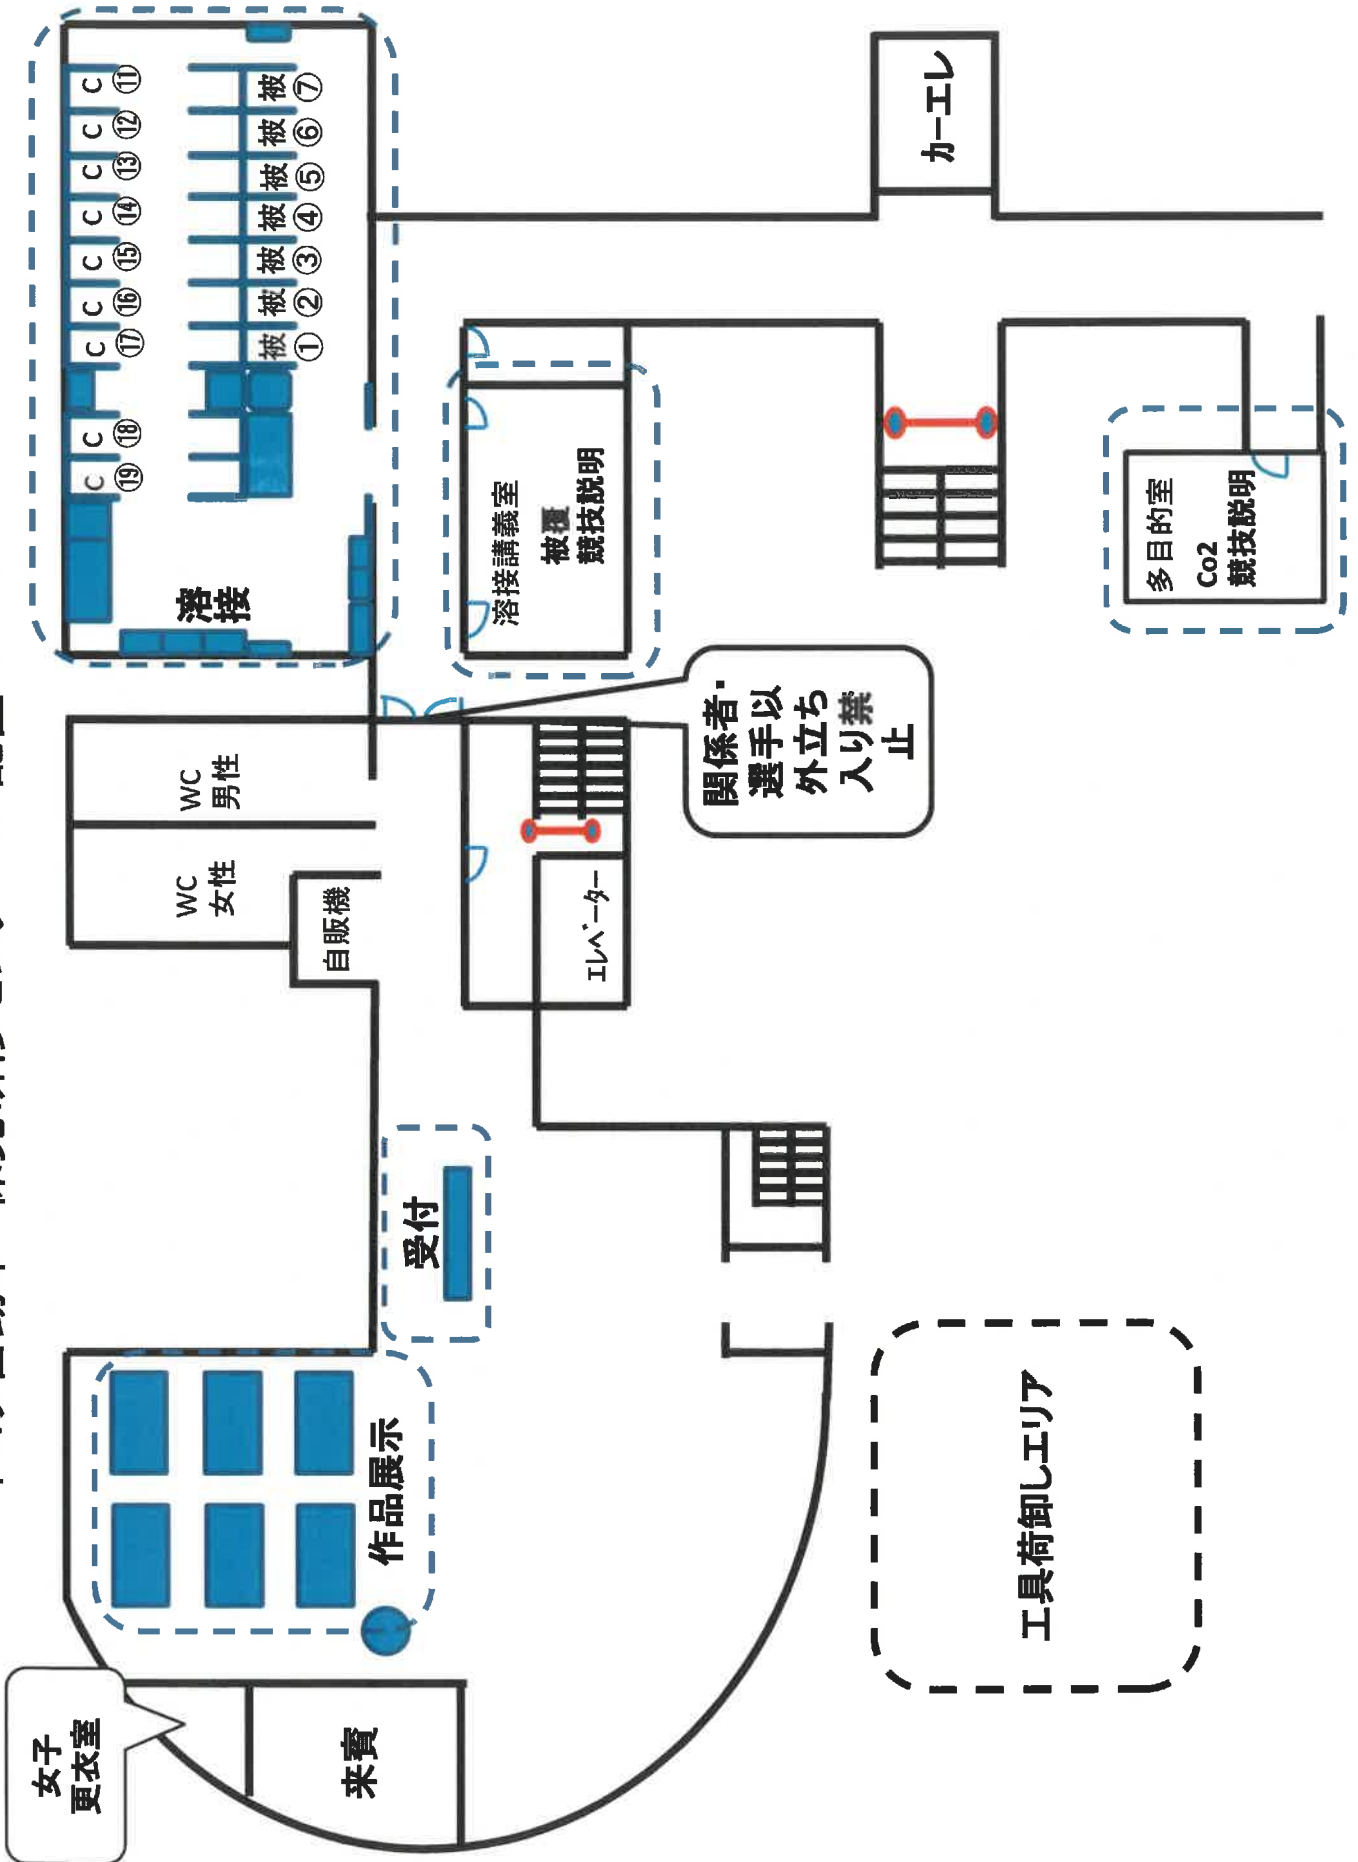 女子
更衣室
来賓
作品展示
受付
自販機
WC
女性
WC
男性
エレベーター
溶
接
C C C C C C C C C
⑲ ⑱ ⑰ ⑯ ⑮ ⑭ ⑬ ⑫ ⑪
被 被 被 被 被 被 被
① ② ③ ④ ⑤ ⑥ ⑦
溶接講義室
被覆
競技説明
関係者・
選手以
外立ち
入り禁
止
工具荷卸しエリア
カーエレ
多目的室
Co2
競技説明